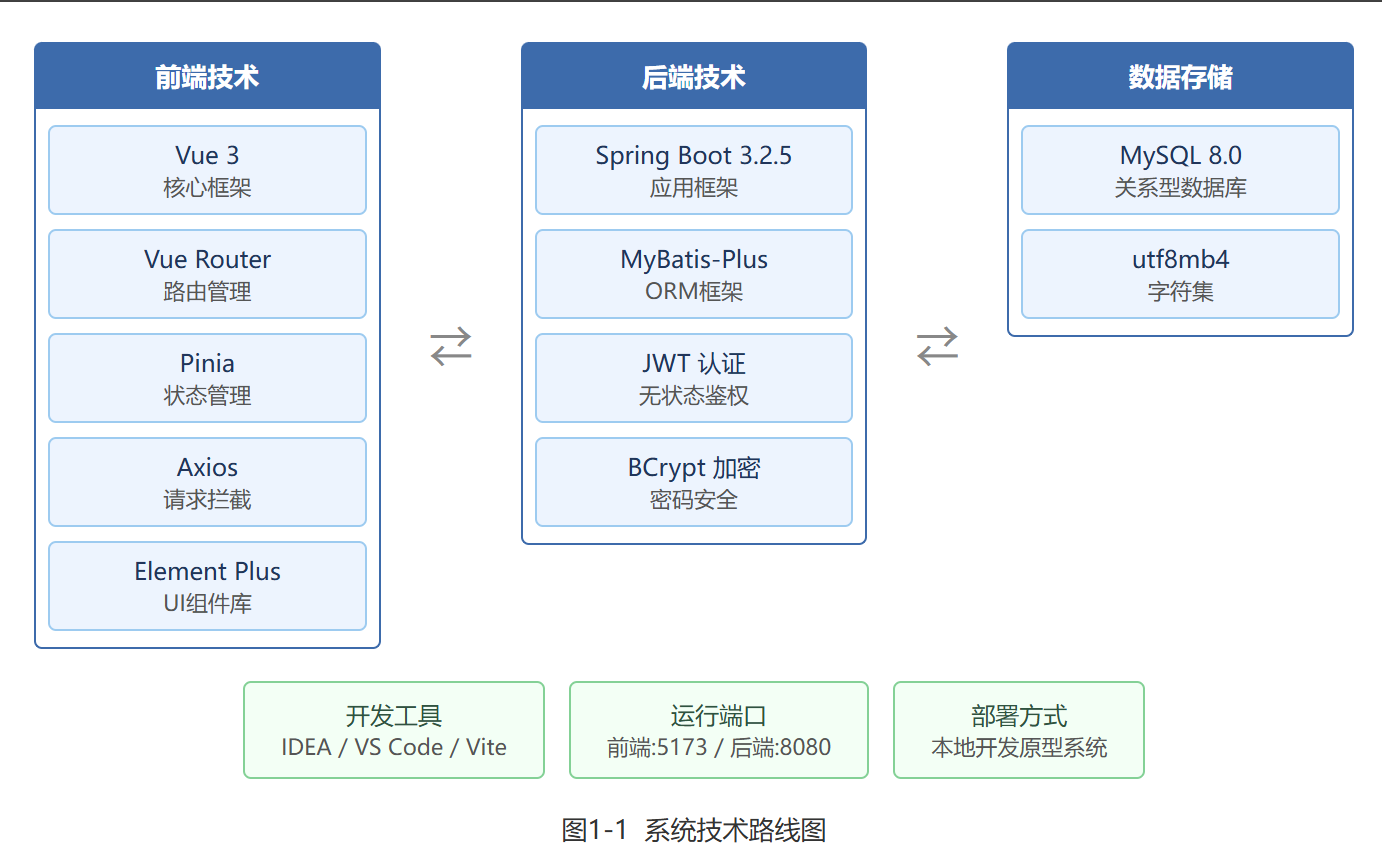 前端技术
Vue 3
核心框架
Vue Router
路由管理
Pinia
状态管理
Axios
请求拦截
Element Plus
UI组件库
后端技术
Spring Boot 3.2.5
应用框架
MyBatis-Plus
ORM框架
JWT 认证
无状态鉴权
BCrypt 加密
密码安全
数据存储
MySQL 8.0
关系型数据库
utf8mb4
字符集
开发工具
IDEA / VS Code / Vite
运行端口
前端:5173 / 后端:8080
部署方式
本地开发原型系统
图1-1 系统技术路线图